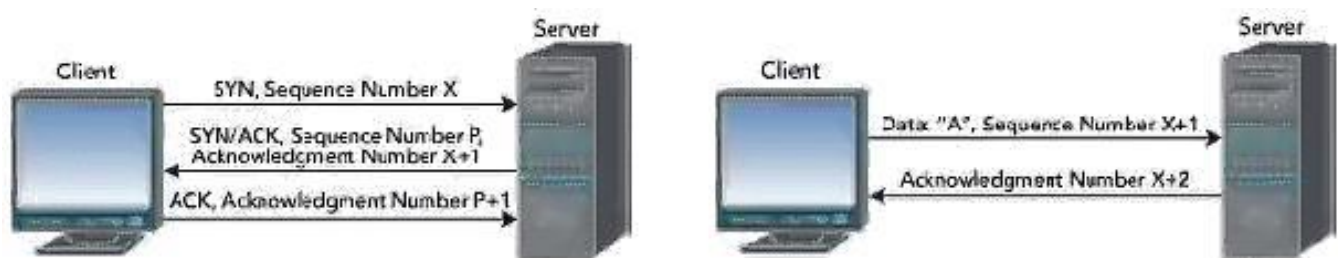 Client
Server
SYN, Sequence Number X
SYN/ACK, Sequence Number P,
Acknowledgment Number X+1
ACK, Acknowledgment Number P+1
Client
Server
Data: "A", Sequence Number X+1
Acknowledgment Number X+2